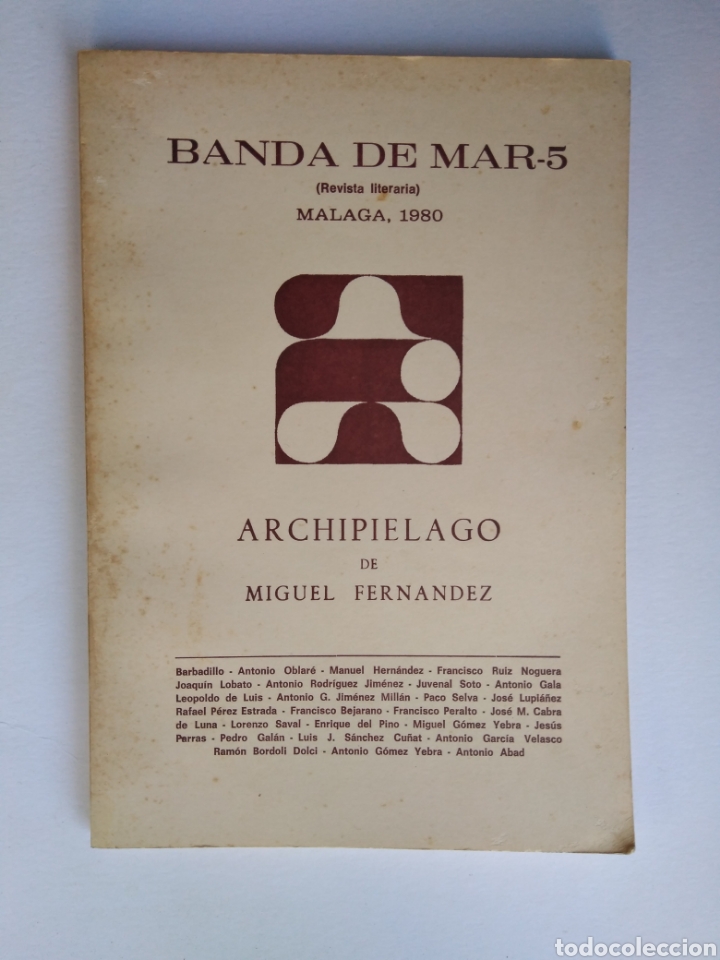 BANDA DE MAR-5
(Revista literaria)
MALAGA, 1980
ARCHIPIELAGO
DE
MIGUEL FERNANDEZ
Barbadillo - Antonio Oblaré - Manuel Hernández - Francisco Ruiz Noguera
Joaquín Lobato - Antonio Rodríguez Jiménez - Juvenal Soto - Antonio Gala
Leopoldo de Luis - Antonio G. Jiménez Millán - Paco Selva - José Lupiáñez
Rafael Pérez Estrada - Francisco Bejarano - Francisco Peralto - José M. Cabra
de Luna - Lorenzo Saval - Enrique del Pino - Miguel Gómez Yebra - Jesús
Parras - Pedro Galán - Luis J. Sánchez Cuñat - Antonio García Velasco
Ramón Bordoli Dolci - Antonio Gómez Yebra - Antonio Abad
todocoleccion